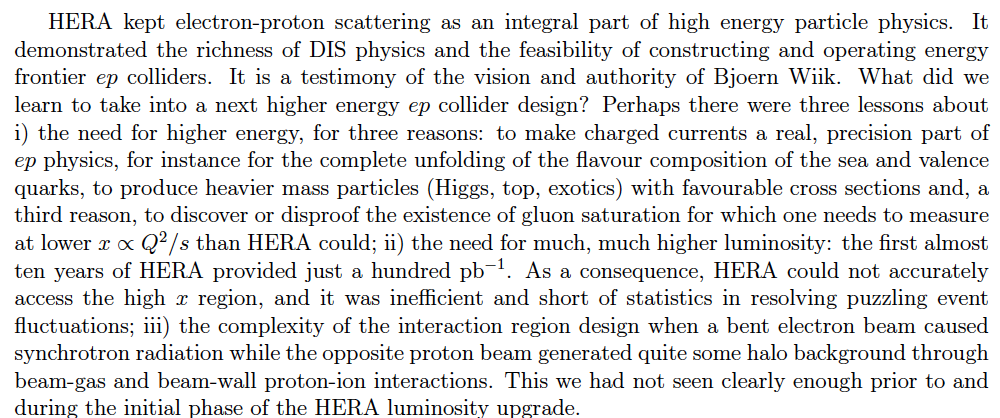 HERA kept electron-proton scattering as an integral part of high energy particle physics. It
demonstrated the richness of DIS physics and the feasibility of constructing and operating energy
frontier ep colliders. It is a testimony of the vision and authority of Bjoern Wiik. What did we
learn to take into a next higher energy ep collider design? Perhaps there were three lessons about
i) the need for higher energy, for three reasons: to make charged currents a real, precision part of
ep physics, for instance for the complete unfolding of the flavour composition of the sea and valence
quarks, to produce heavier mass particles (Higgs, top, exotics) with favourable cross sections and, a
third reason, to discover or disproof the existence of gluon saturation for which one needs to measure
at lower x ∝ Q²/s than HERA could; ii) the need for much, much higher luminosity: the first almost
ten years of HERA provided just a hundred pb⁻¹. As a consequence, HERA could not accurately
access the high x region, and it was inefficient and short of statistics in resolving puzzling event
fluctuations; iii) the complexity of the interaction region design when a bent electron beam caused
synchrotron radiation while the opposite proton beam generated quite some halo background through
beam-gas and beam-wall proton-ion interactions. This we had not seen clearly enough prior to and
during the initial phase of the HERA luminosity upgrade.